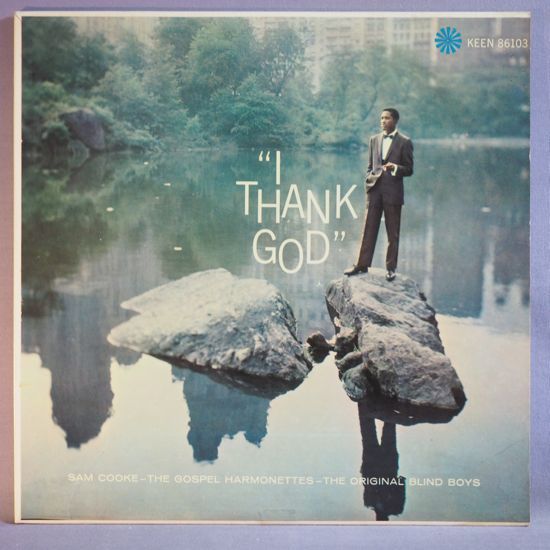 KEEN 86103
"I
THANK
GOD"
SAM COOKE–THE GOSPEL HARMONETTES–THE ORIGINAL BLIND BOYS